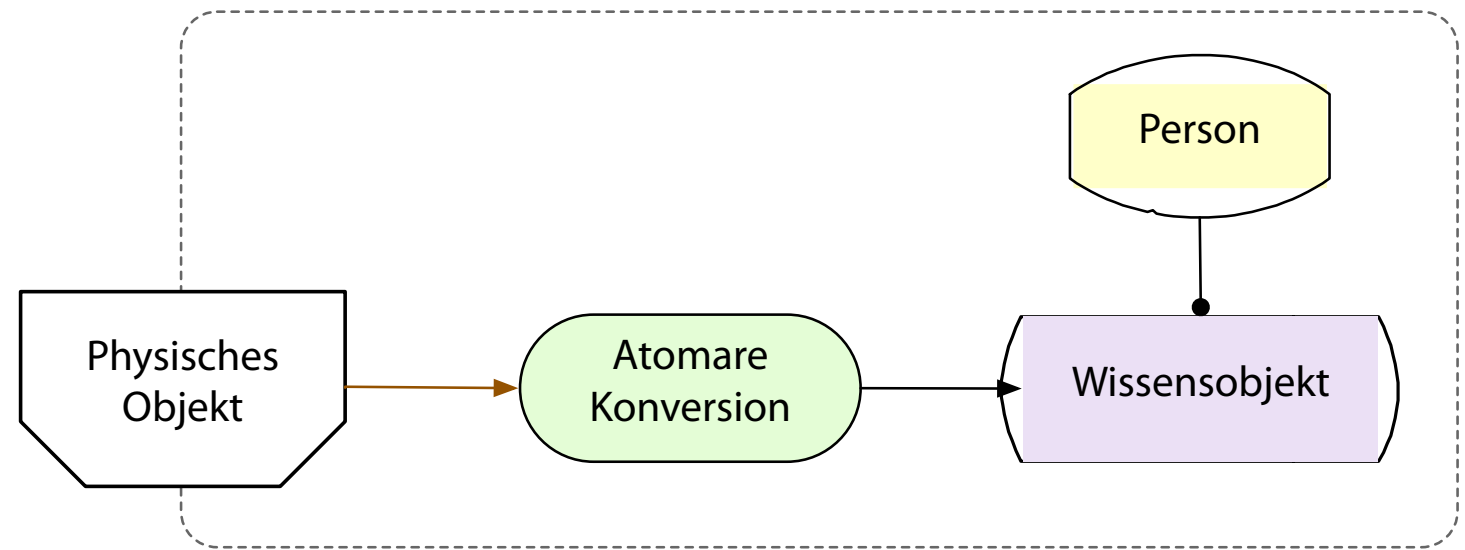 Person
Physisches
Objekt
Atomare
Konversion
Wissensobjekt